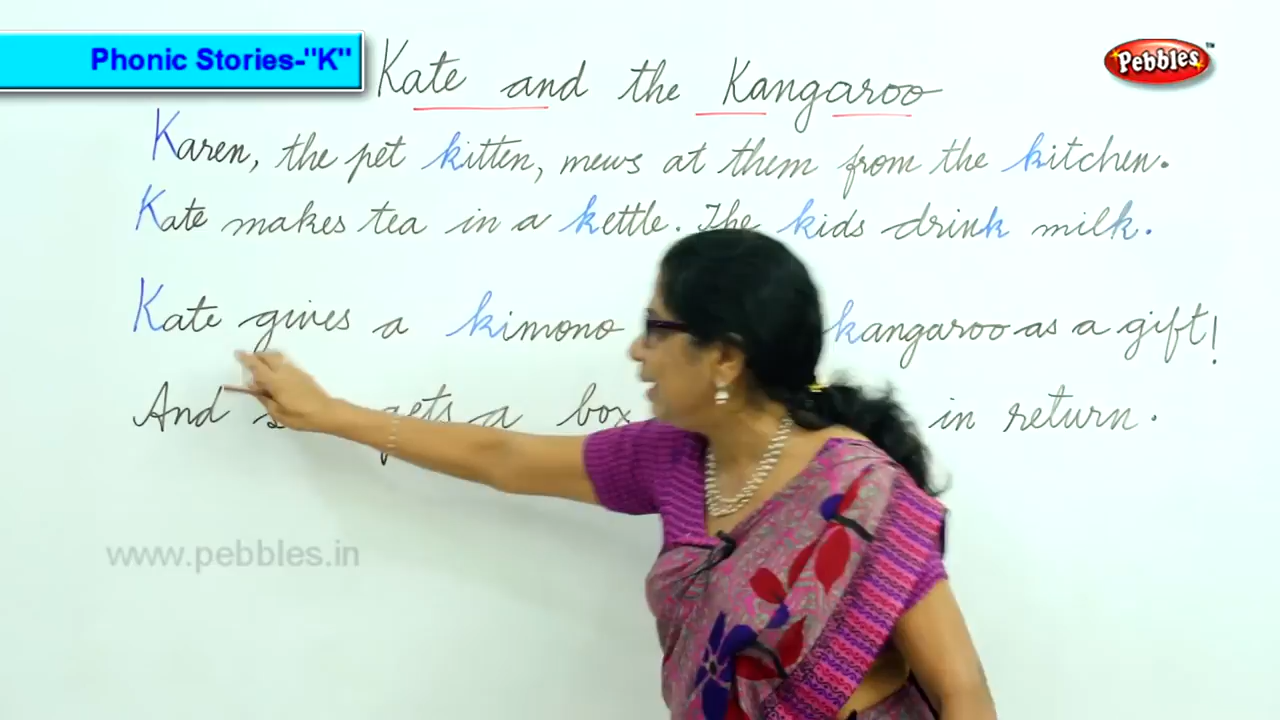 Phonic Stories-"K"
Pebbles™
Kate and the Kangaroo
Karen, the pet kitten, mews at them from the kitchen.
Kate makes tea in a kettle. The kids drink milk.
Kate gives a kimono kangaroo as a gift!
And gets a box in return.
www.pebbles.in